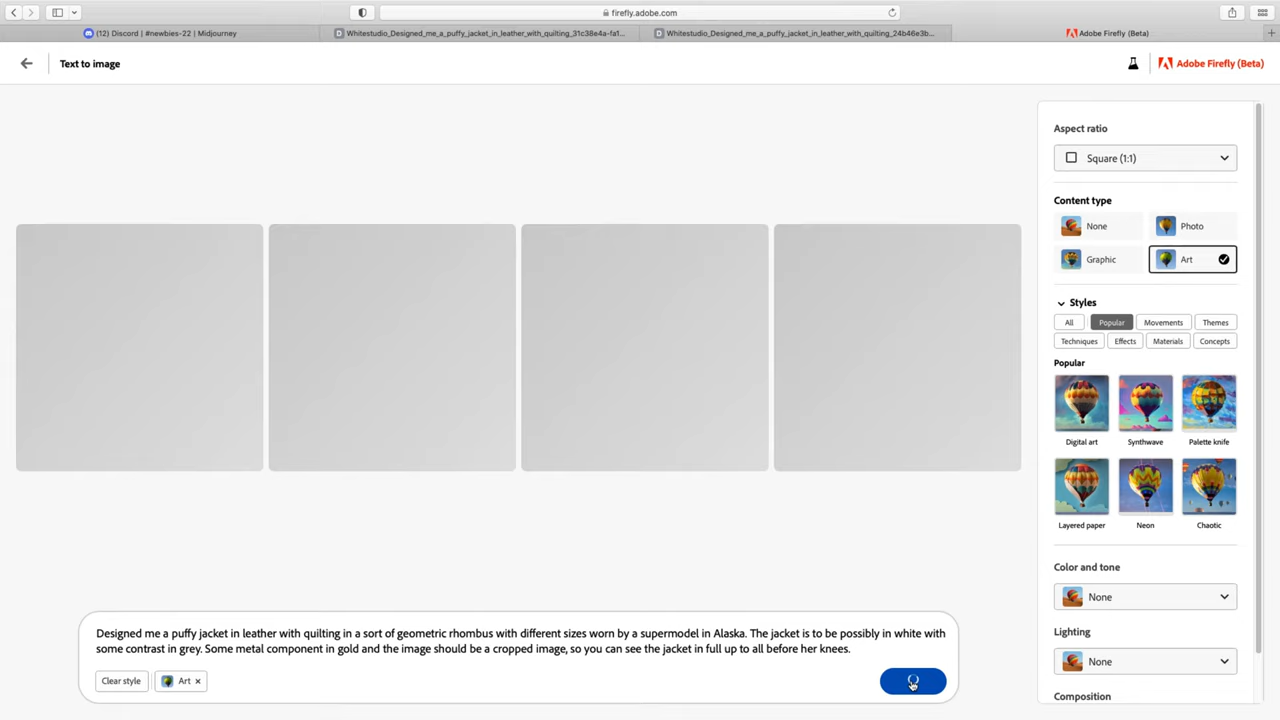 firefly.adobe.com
(12) Discord | #newbies-22 | Midjourney
Whitestudio_Designed_me_a_puffy_jacket_in_leather_with_quilting_31c38e4a-fa1...
Whitestudio_Designed_me_a_puffy_jacket_in_leather_with_quilting_24b46e3b...
Adobe Firefly (Beta)
Text to image
Adobe Firefly (Beta)
Aspect ratio
Square (1:1)
Content type
None
Photo
Graphic
Art
Styles
All
Popular
Movements
Themes
Techniques
Effects
Materials
Concepts
Popular
Digital art
Synthwave
Palette knife
Layered paper
Neon
Chaotic
Color and tone
None
Lighting
None
Composition
Designed me a puffy jacket in leather with quilting in a sort of geometric rhombus with different sizes worn by a supermodel in Alaska. The jacket is to be possibly in white with
some contrast in grey. Some metal component in gold and the image should be a cropped image, so you can see the jacket in full up to all before her knees.
Clear style
Art